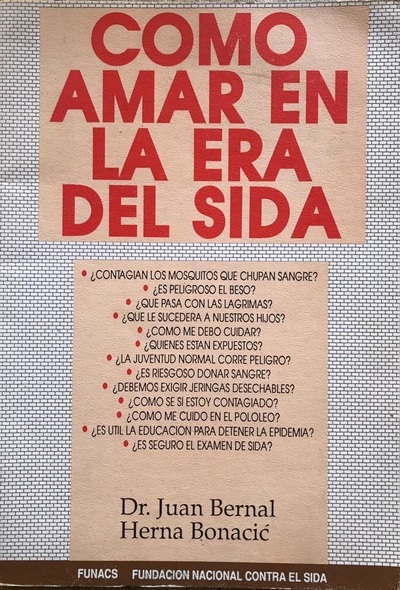 COMO
AMAR EN
LA ERA
DEL SIDA
• ¿CONTAGIAN LOS MOSQUITOS QUE CHUPAN SANGRE?
• ¿ES PELIGROSO EL BESO?
• ¿QUE PASA CON LAS LAGRIMAS?
• ¿QUE LE SUCEDERA A NUESTROS HIJOS?
• ¿COMO ME DEBO CUIDAR?
• ¿QUIENES ESTAN EXPUESTOS?
• ¿LA JUVENTUD NORMAL CORRE PELIGRO?
• ¿ES RIESGOSO DONAR SANGRE?
• ¿DEBEMOS EXIGIR JERINGAS DESECHABLES?
• ¿COMO SE SI ESTOY CONTAGIADO?
• ¿COMO ME CUIDO EN EL POLOLEO?
• ¿ES UTIL LA EDUCACION PARA DETENER LA EPIDEMIA?
• ¿ES SEGURO EL EXAMEN DE SIDA?
Dr. Juan Bernal
Herna Bonacić
FUNACS FUNDACION NACIONAL CONTRA EL SIDA